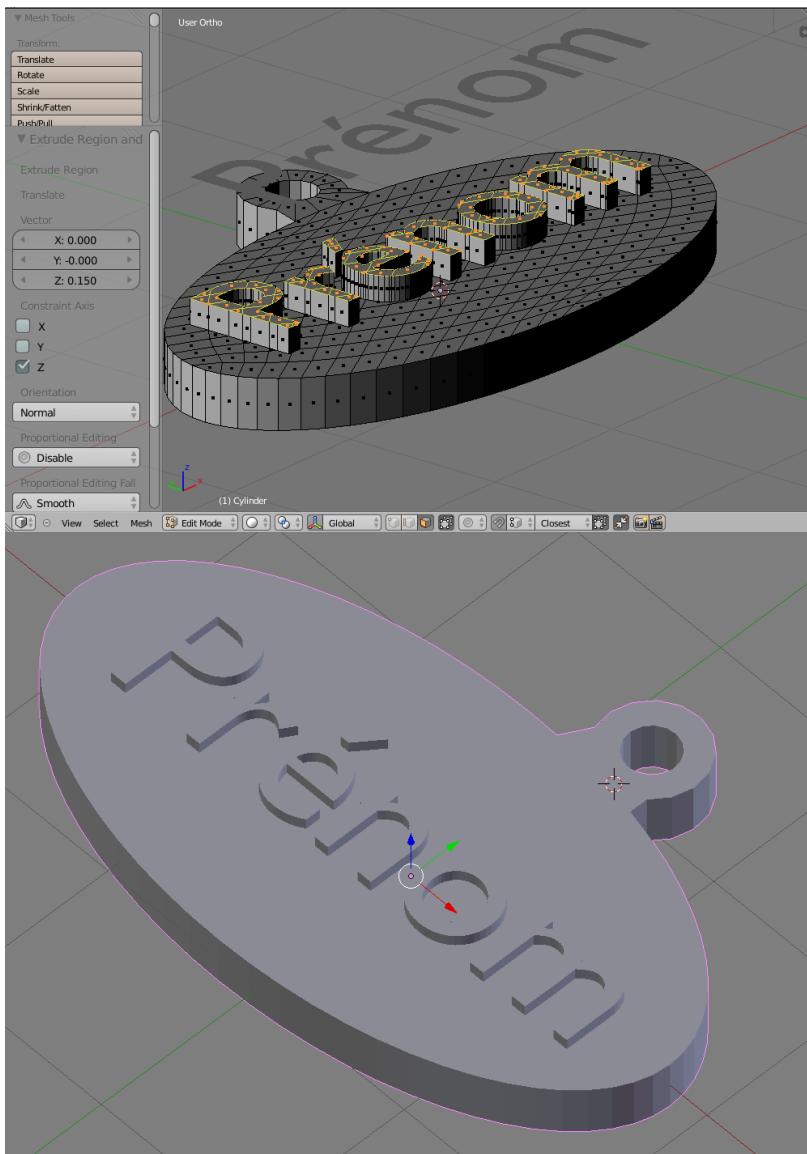 Mesh Tools
User Ortho
Transform:
Translate
Rotate
Scale
Shrink/Fatten
Push/Pull
Extrude Region and
Extrude Region
Translate
Vector
X: 0.000
Y: -0.000
Z: 0.150
Constraint Axis
X
Y
Z
Orientation
Normal
Proportional Editing
Disable
Proportional Editing Fall
Smooth
Prénom
Prénom
z
x
(1) Cylinder
View Select Mesh Edit Mode Global Closest
Prénom